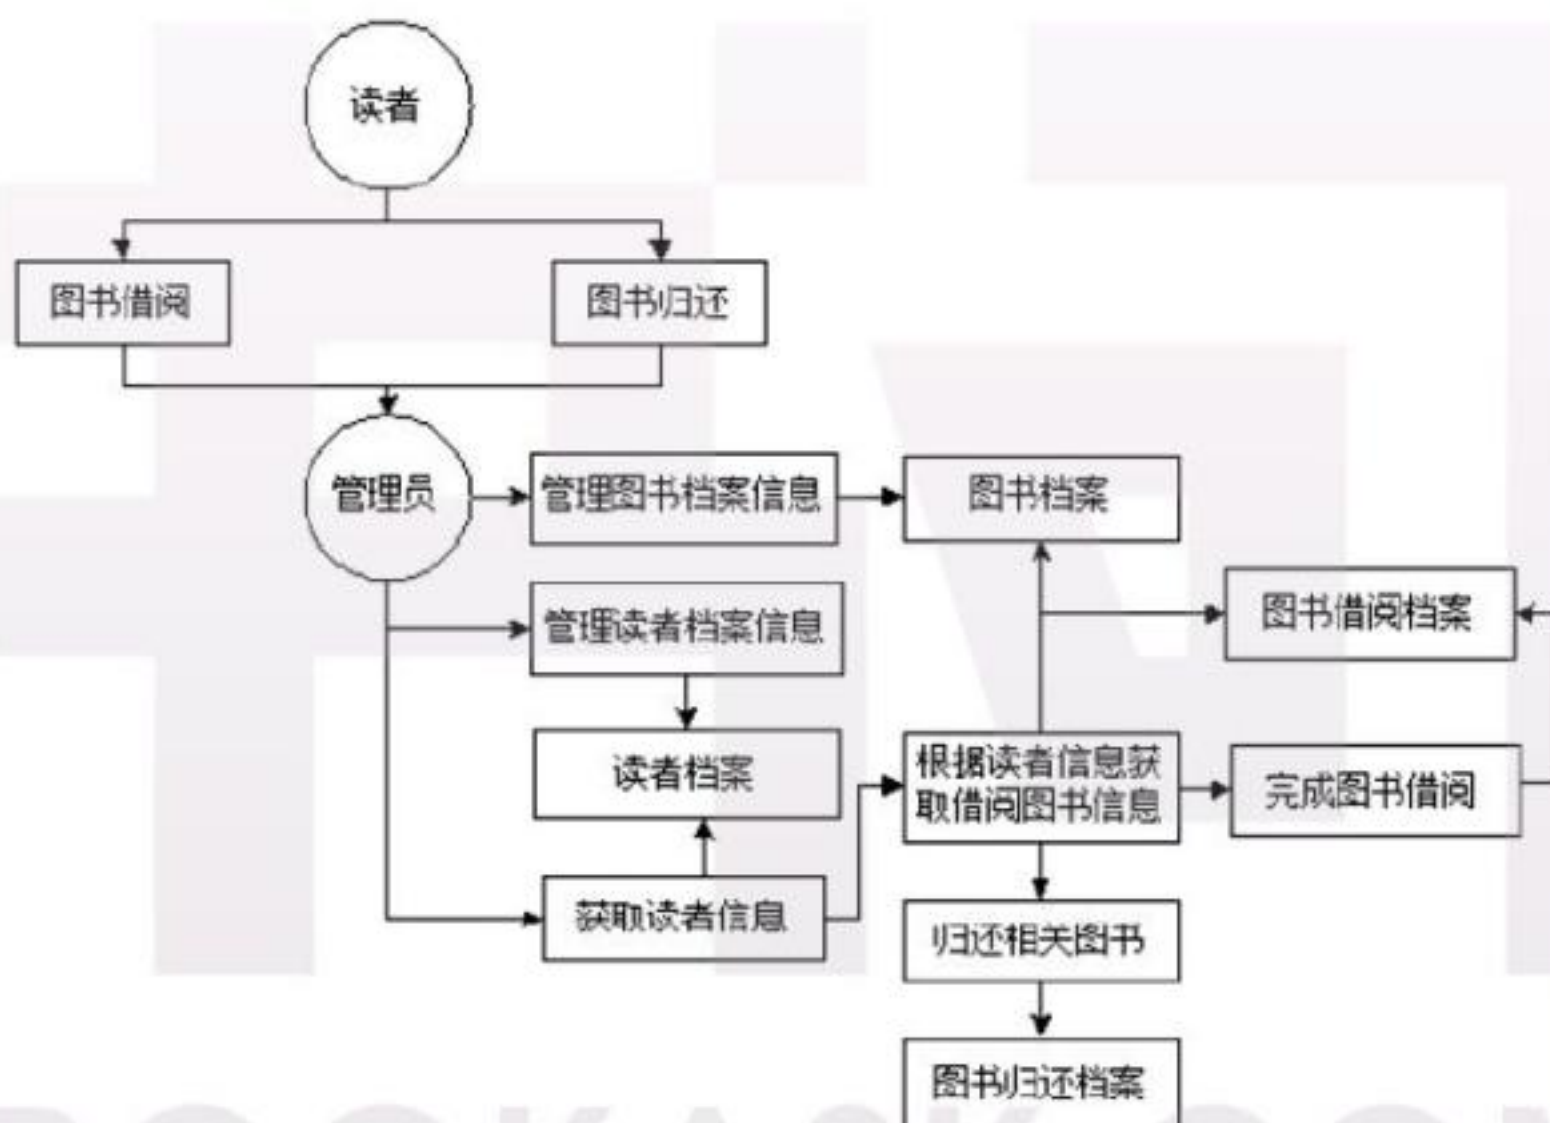 读者
图书借阅
图书归还
管理员
管理图书档案信息
图书档案
管理读者档案信息
图书借阅档案
读者档案
根据读者信息获
取借阅图书信息
完成图书借阅
获取读者信息
归还相关图书
图书归还档案